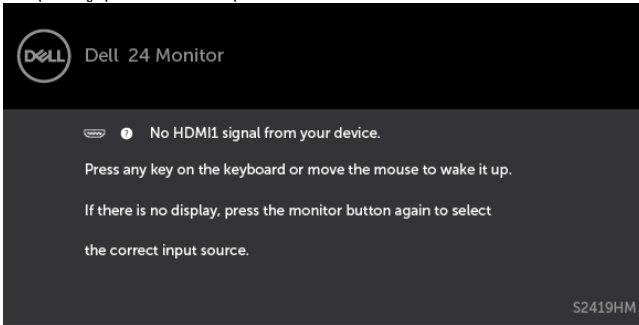 DELL
Dell 24 Monitor
No HDMI1 signal from your device.
Press any key on the keyboard or move the mouse to wake it up.
If there is no display, press the monitor button again to select
the correct input source.
S2419HM